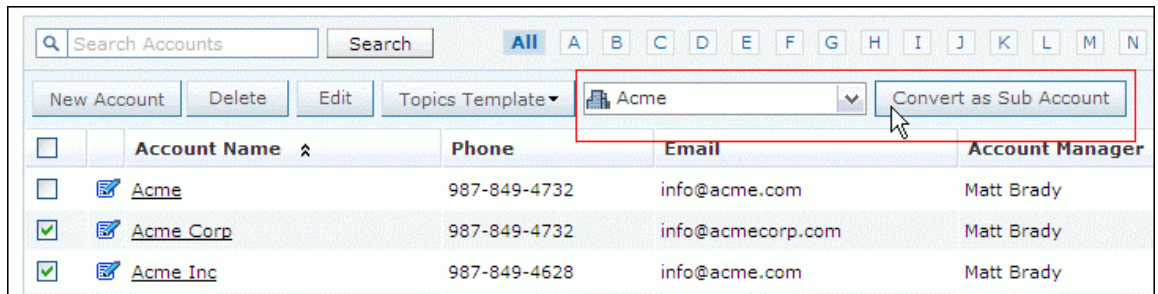 Search Accounts Search All A B C D E F G H I J K L M N
New Account Delete Edit Topics Template Acme Convert as Sub Account
Account Name Phone Email Account Manager
Acme 987-849-4732 info@acme.com Matt Brady
Acme Corp 987-849-4732 info@acmecorp.com Matt Brady
Acme Inc 987-849-4628 info@acme.com Matt Brady